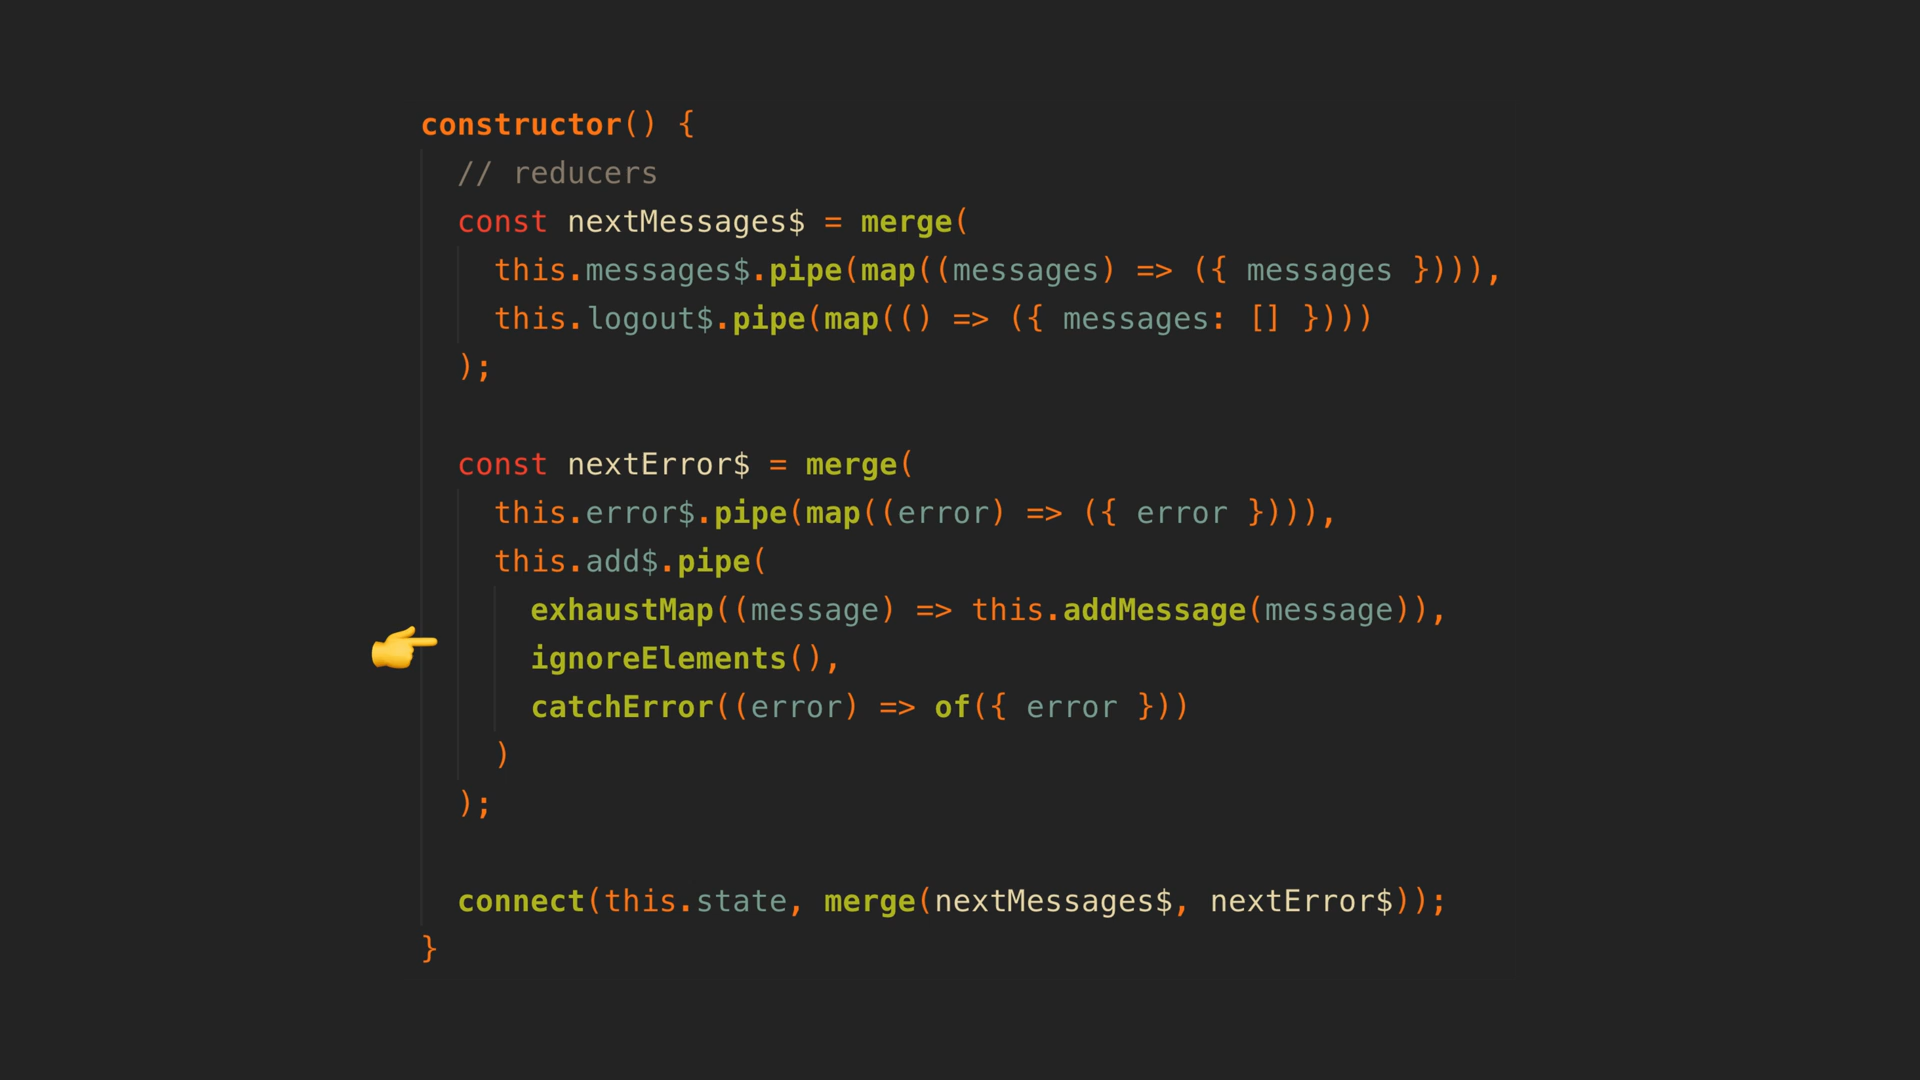 constructor() {
// reducers
const nextMessages$ = merge(
this.messages$.pipe(map((messages) => ({ messages }))),
this.logout$.pipe(map(() => ({ messages: [] })))
);
const nextError$ = merge(
this.error$.pipe(map((error) => ({ error }))),
this.add$.pipe(
exhaustMap((message) => this.addMessage(message)),
ignoreElements(),
catchError((error) => of({ error }))
)
);
connect(this.state, merge(nextMessages$, nextError$));
}